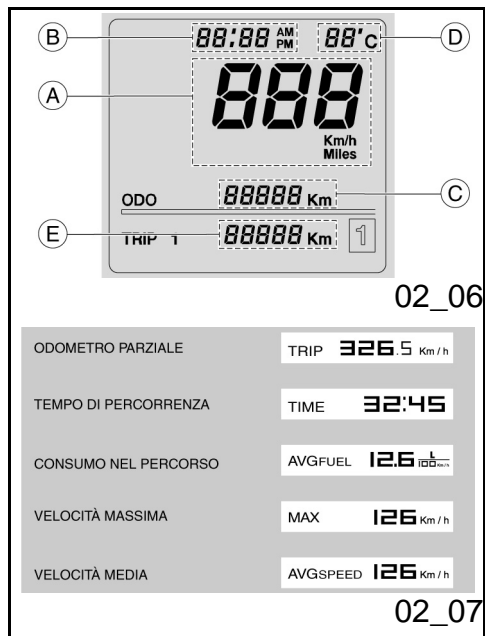 B 88:88 AM PM 88°C D
A 888
Km/h
Miles
ODO 88888 Km C
E TRIP 1 88888 Km 1
02_06
ODOMETRO PARZIALE TRIP 326.5 Km/h
TEMPO DI PERCORRENZA TIME 32:45
CONSUMO NEL PERCORSO AVGFUEL 12.6 L/100Km/h
VELOCITÀ MASSIMA MAX 126 Km/h
VELOCITÀ MEDIA AVGSPEED 126 Km/h
02_07